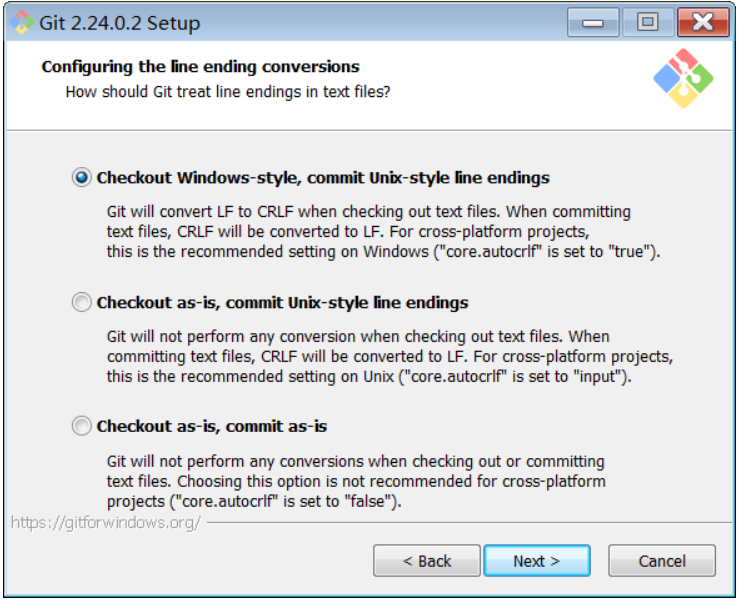 Git 2.24.0.2 Setup
Configuring the line ending conversions
How should Git treat line endings in text files?
Checkout Windows-style, commit Unix-style line endings
Git will convert LF to CRLF when checking out text files. When committing
text files, CRLF will be converted to LF. For cross-platform projects,
this is the recommended setting on Windows ("core.autocrlf" is set to "true").
Checkout as-is, commit Unix-style line endings
Git will not perform any conversion when checking out text files. When
committing text files, CRLF will be converted to LF. For cross-platform projects,
this is the recommended setting on Unix ("core.autocrlf" is set to "input").
Checkout as-is, commit as-is
Git will not perform any conversions when checking out or committing
text files. Choosing this option is not recommended for cross-platform
projects ("core.autocrlf" is set to "false").
https://gitforwindows.org/
< Back
Next >
Cancel